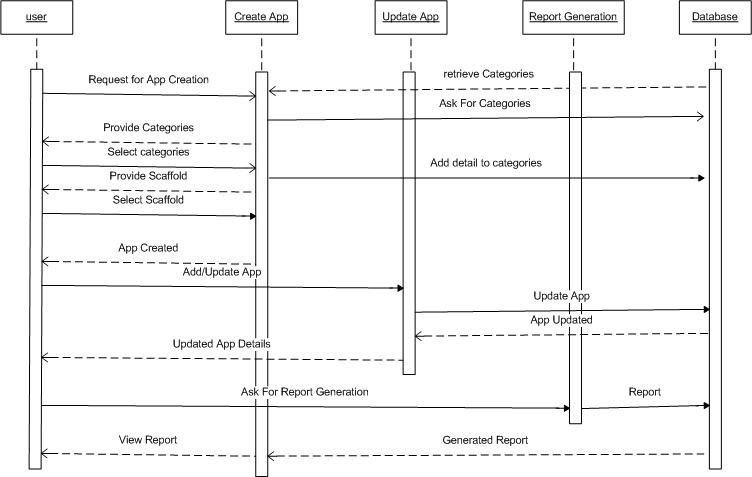 user
Create App
Update App
Report Generation
Database
retrieve Categories
Request for App Creation
Ask For Categories
Provide Categories
Select categories
Add detail to categories
Provide Scaffold
Select Scaffold
App Created
Add/Update App
Update App
App Updated
Updated App Details
Ask For Report Generation
Report
View Report
Generated Report